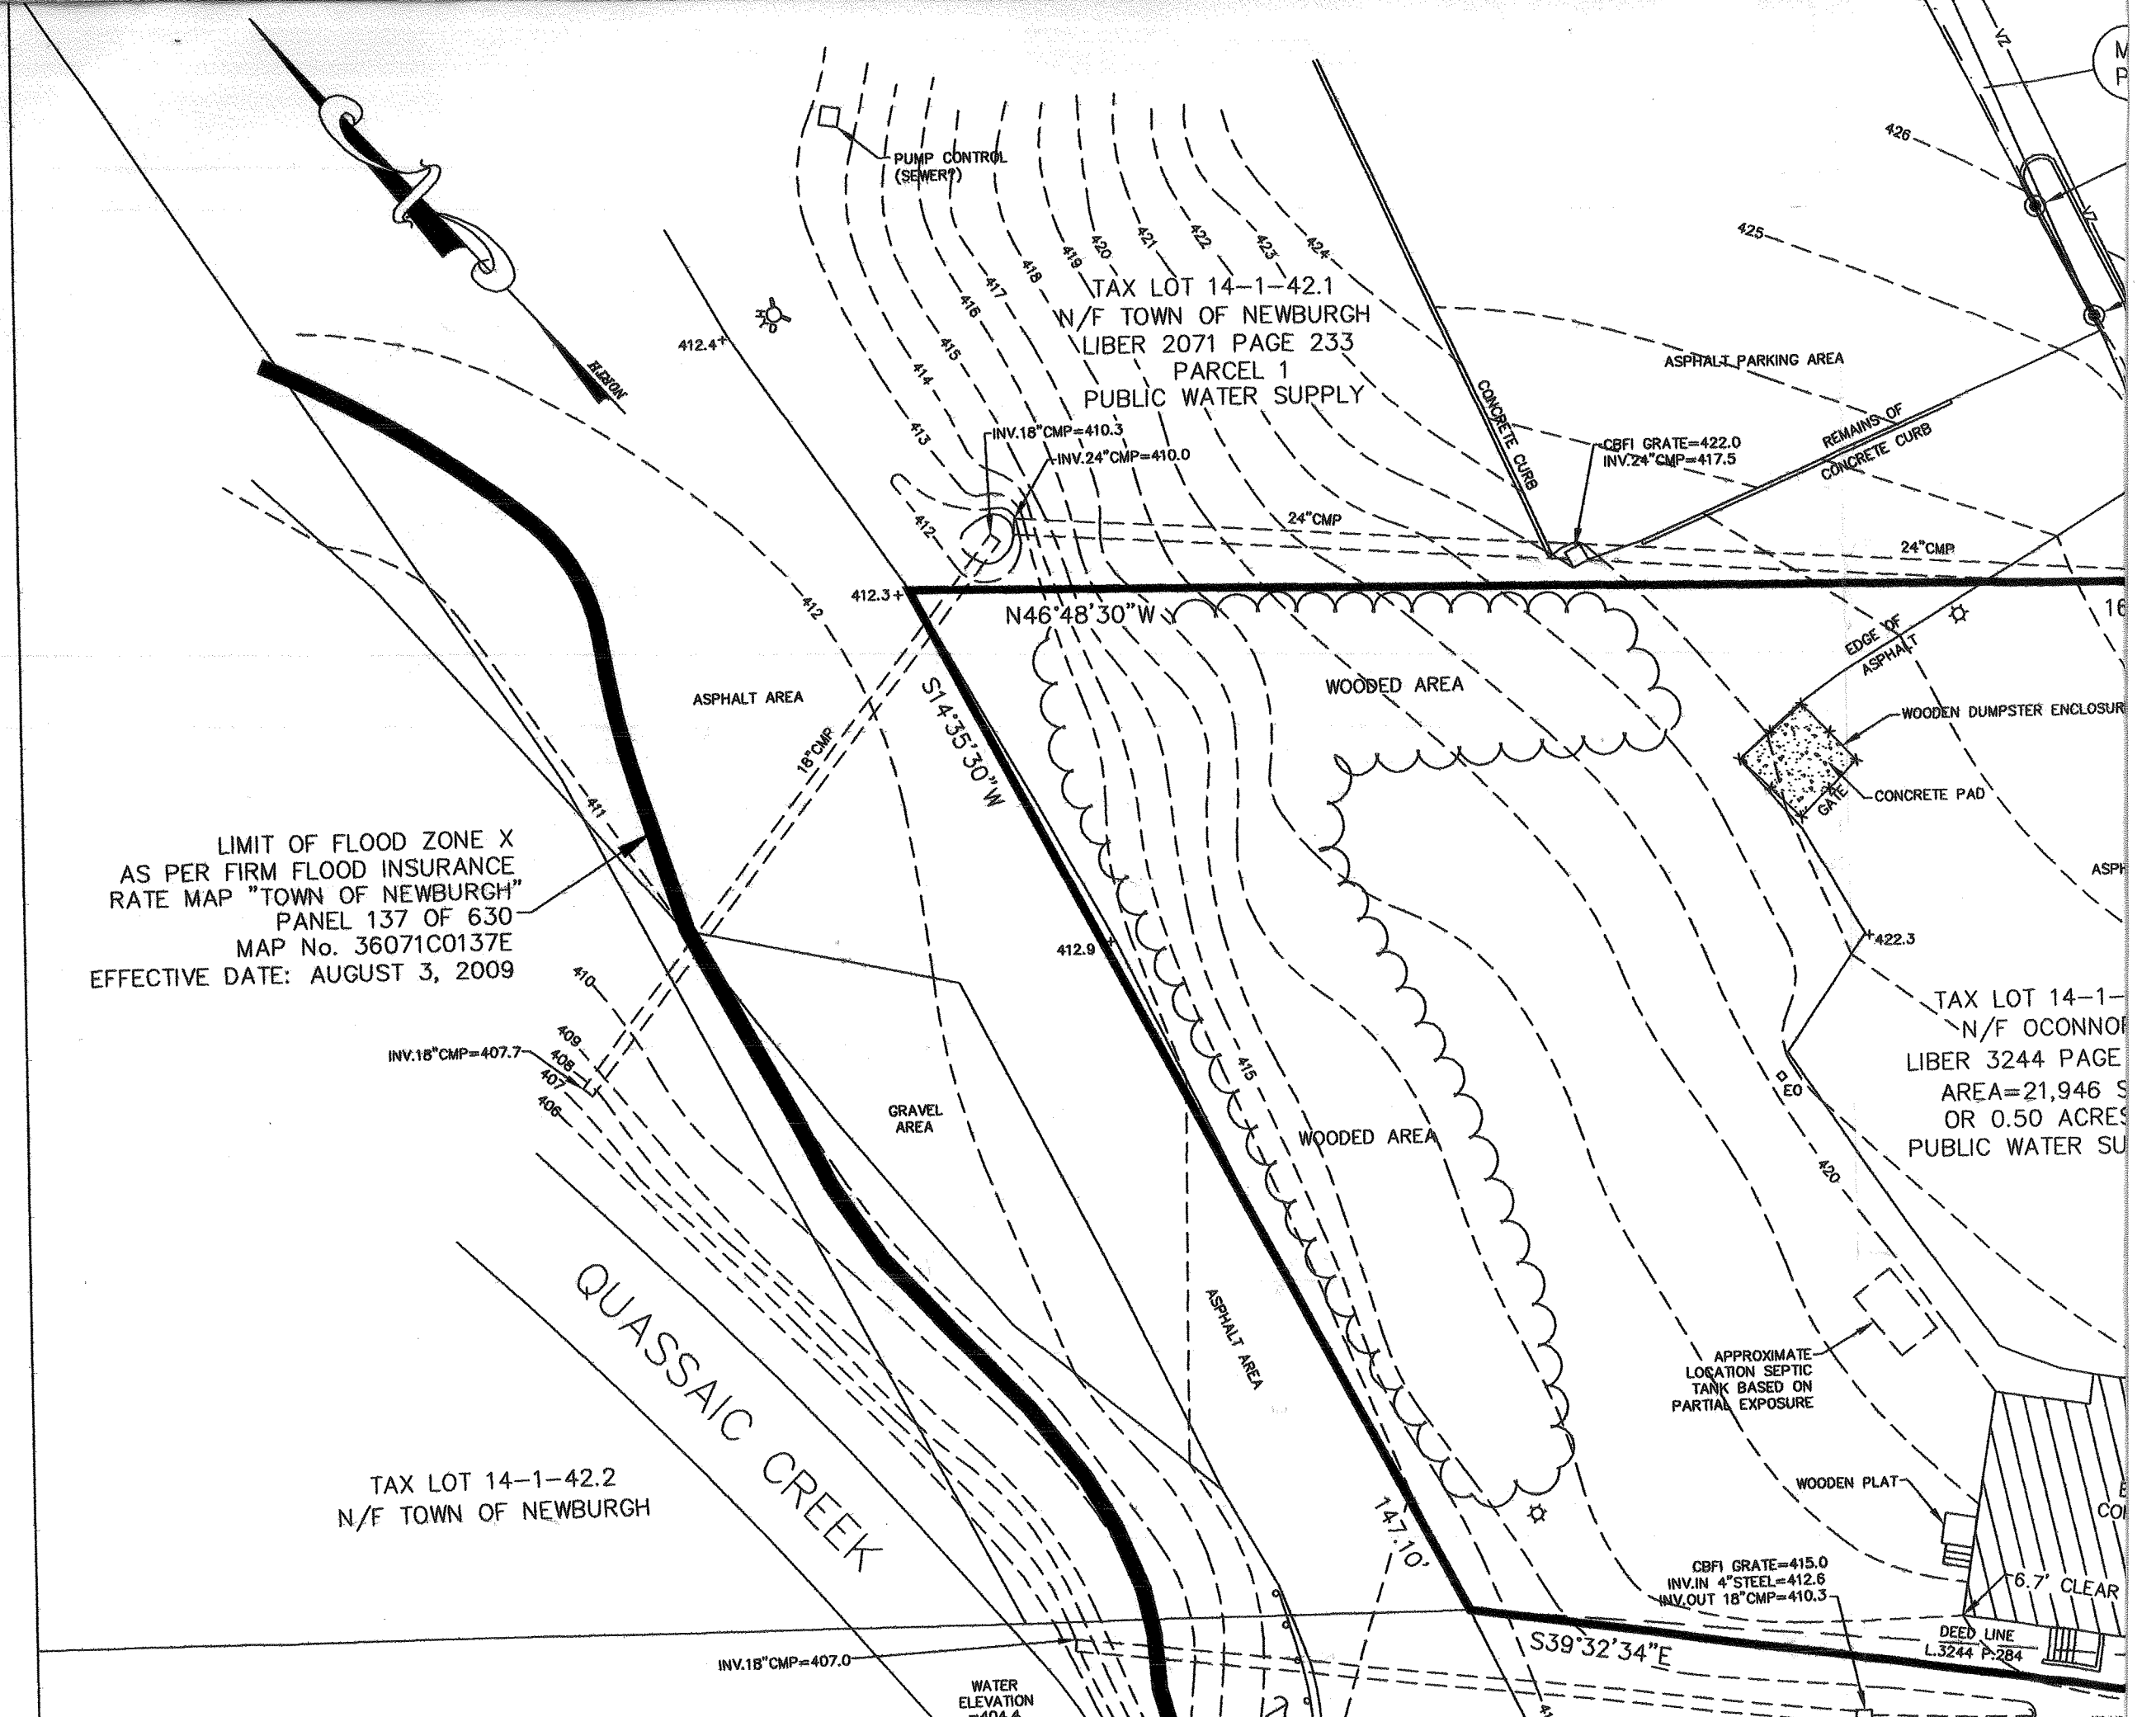 VZ
M
P
426
VZ
425
PUMP CONTROL
(SEWER?)
NORTH
HYD
412.4
424
423
422
421
420
419
418
417
416
415
414
413
412
TAX LOT 14-1-42.1
N/F TOWN OF NEWBURGH
LIBER 2071 PAGE 233
PARCEL 1
PUBLIC WATER SUPPLY
ASPHALT PARKING AREA
CONCRETE CURB
REMAINS OF
CONCRETE CURB
INV.18"CMP=410.3
INV.24"CMP=410.0
CBFI GRATE=422.0
INV.24"CMP=417.5
24"CMP
24"CMP
412.3
N46°48'30"W
16
412
EDGE OF
ASPHALT
ASPHALT AREA
S14°35'30"W
WOODED AREA
WOODEN DUMPSTER ENCLOSUR
18"CMP
CONCRETE PAD
GATE
411
LIMIT OF FLOOD ZONE X
AS PER FIRM FLOOD INSURANCE
RATE MAP "TOWN OF NEWBURGH"
PANEL 137 OF 630
MAP No. 36071C0137E
EFFECTIVE DATE: AUGUST 3, 2009
ASPH
412.9
422.3
410
409
408
407
406
INV.18"CMP=407.7
TAX LOT 14-1-
N/F OCONNOR
LIBER 3244 PAGE
AREA=21,946 S
OR 0.50 ACRES
PUBLIC WATER SU
415
EO
GRAVEL
AREA
WOODED AREA
420
QUASSAIC CREEK
ASPHALT AREA
APPROXIMATE
LOCATION SEPTIC
TANK BASED ON
PARTIAL EXPOSURE
TAX LOT 14-1-42.2
N/F TOWN OF NEWBURGH
WOODEN PLAT
147.10'
CO
CBFI GRATE=415.0
INV.IN 4"STEEL=412.6
INV.OUT 18"CMP=410.3
6.7' CLEAR
DEED LINE
L.3244 P.284
S39°32'34"E
INV.18"CMP=407.0
WATER
ELEVATION
=404.4